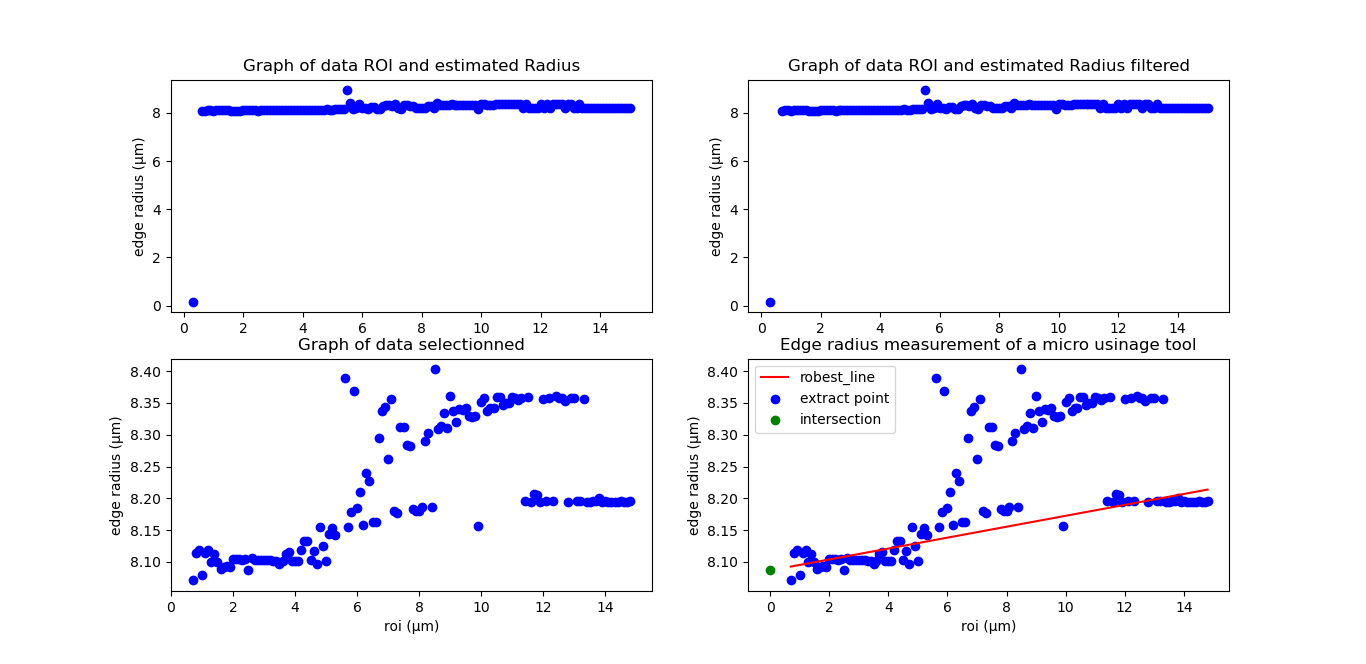 Graph of data ROI and estimated Radius
edge radius (μm)
8
6
4
2
0
0 2 4 6 8 10 12 14
Graph of data ROI and estimated Radius filtered
edge radius (μm)
8
6
4
2
0
0 2 4 6 8 10 12 14
Graph of data selectionned
edge radius (μm)
8.40
8.35
8.30
8.25
8.20
8.15
8.10
0 2 4 6 8 10 12 14
roi (μm)
Edge radius measurement of a micro usinage tool
edge radius (μm)
8.40
8.35
8.30
8.25
8.20
8.15
8.10
robest_line
extract point
intersection
0 2 4 6 8 10 12 14
roi (μm)